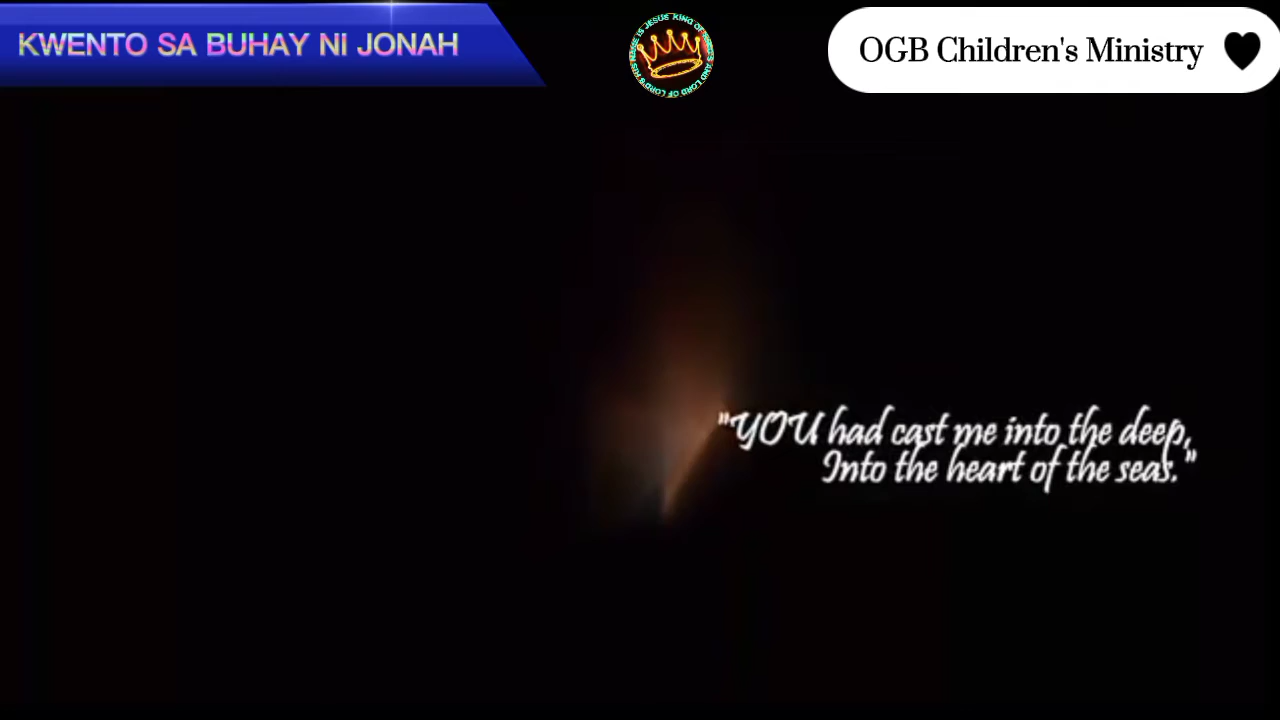 KWENTO SA BUHAY NI JONAH
OGB Children's Ministry
"YOU had cast me into the deep,
Into the heart of the seas."